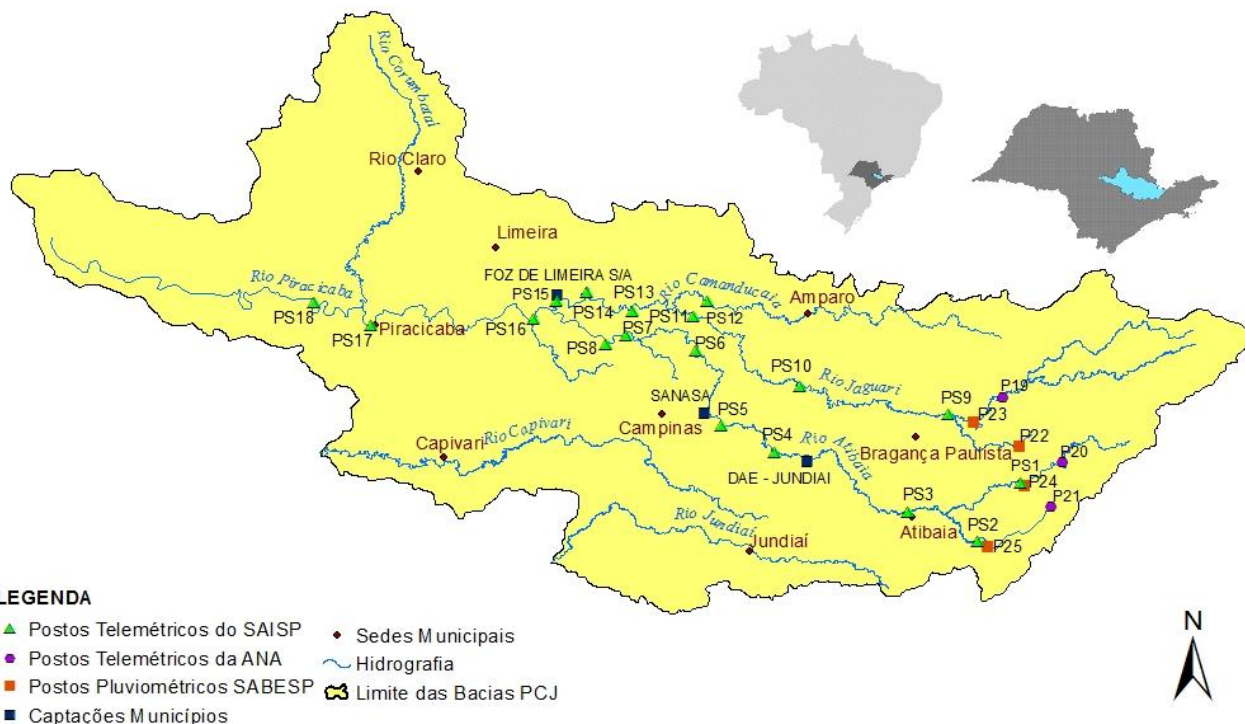 Rio Corumbataí
Rio Claro
Limeira
FOZ DE LIMEIRA S/A
Rio Piracicaba
PS18
PS17
Piracicaba
PS16
PS15
PS14
PS13
Rio Camanducaia
PS11
PS12
Amparo
PS8
PS7
PS6
PS10
Rio Jaguari
P19
PS9
P23
SANASA
PS5
Campinas
Capivari
Rio Capivari
PS4
Rio Atibaia
DAE - JUNDIAI
Bragança Paulista
P22
P20
PS1
P24
P21
PS3
Atibaia
PS2
P25
Rio Jundiaí
Jundiaí
LEGENDA
Postos Telemétricos do SAISP
Postos Telemétricos da ANA
Postos Pluviométricos SABESP
Captações Municípios
Sedes Municipais
Hidrografia
Limite das Bacias PCJ
N